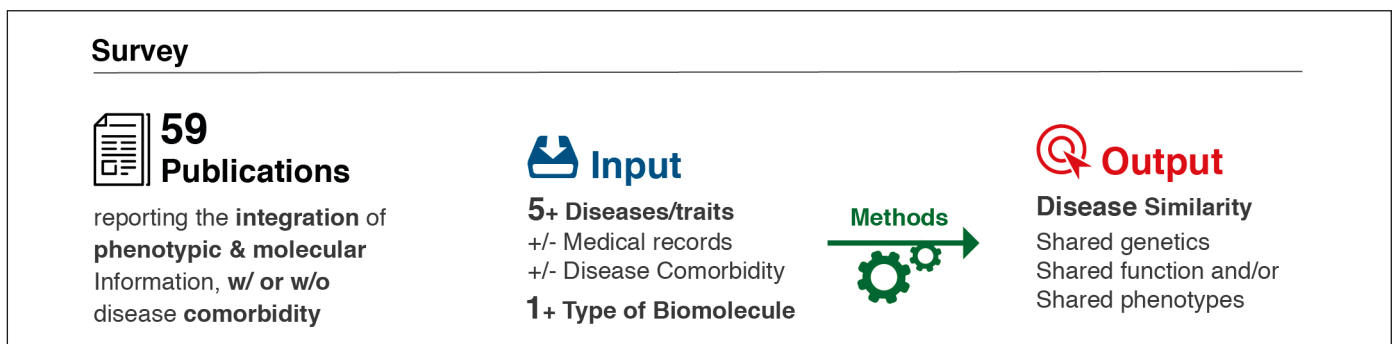 Survey
59
Publications
reporting the integration of
phenotypic & molecular
Information, w/ or w/o
disease comorbidity
Input
5+ Diseases/traits
+/- Medical records
+/- Disease Comorbidity
1+ Type of Biomolecule
Methods
Output
Disease Similarity
Shared genetics
Shared function and/or
Shared phenotypes